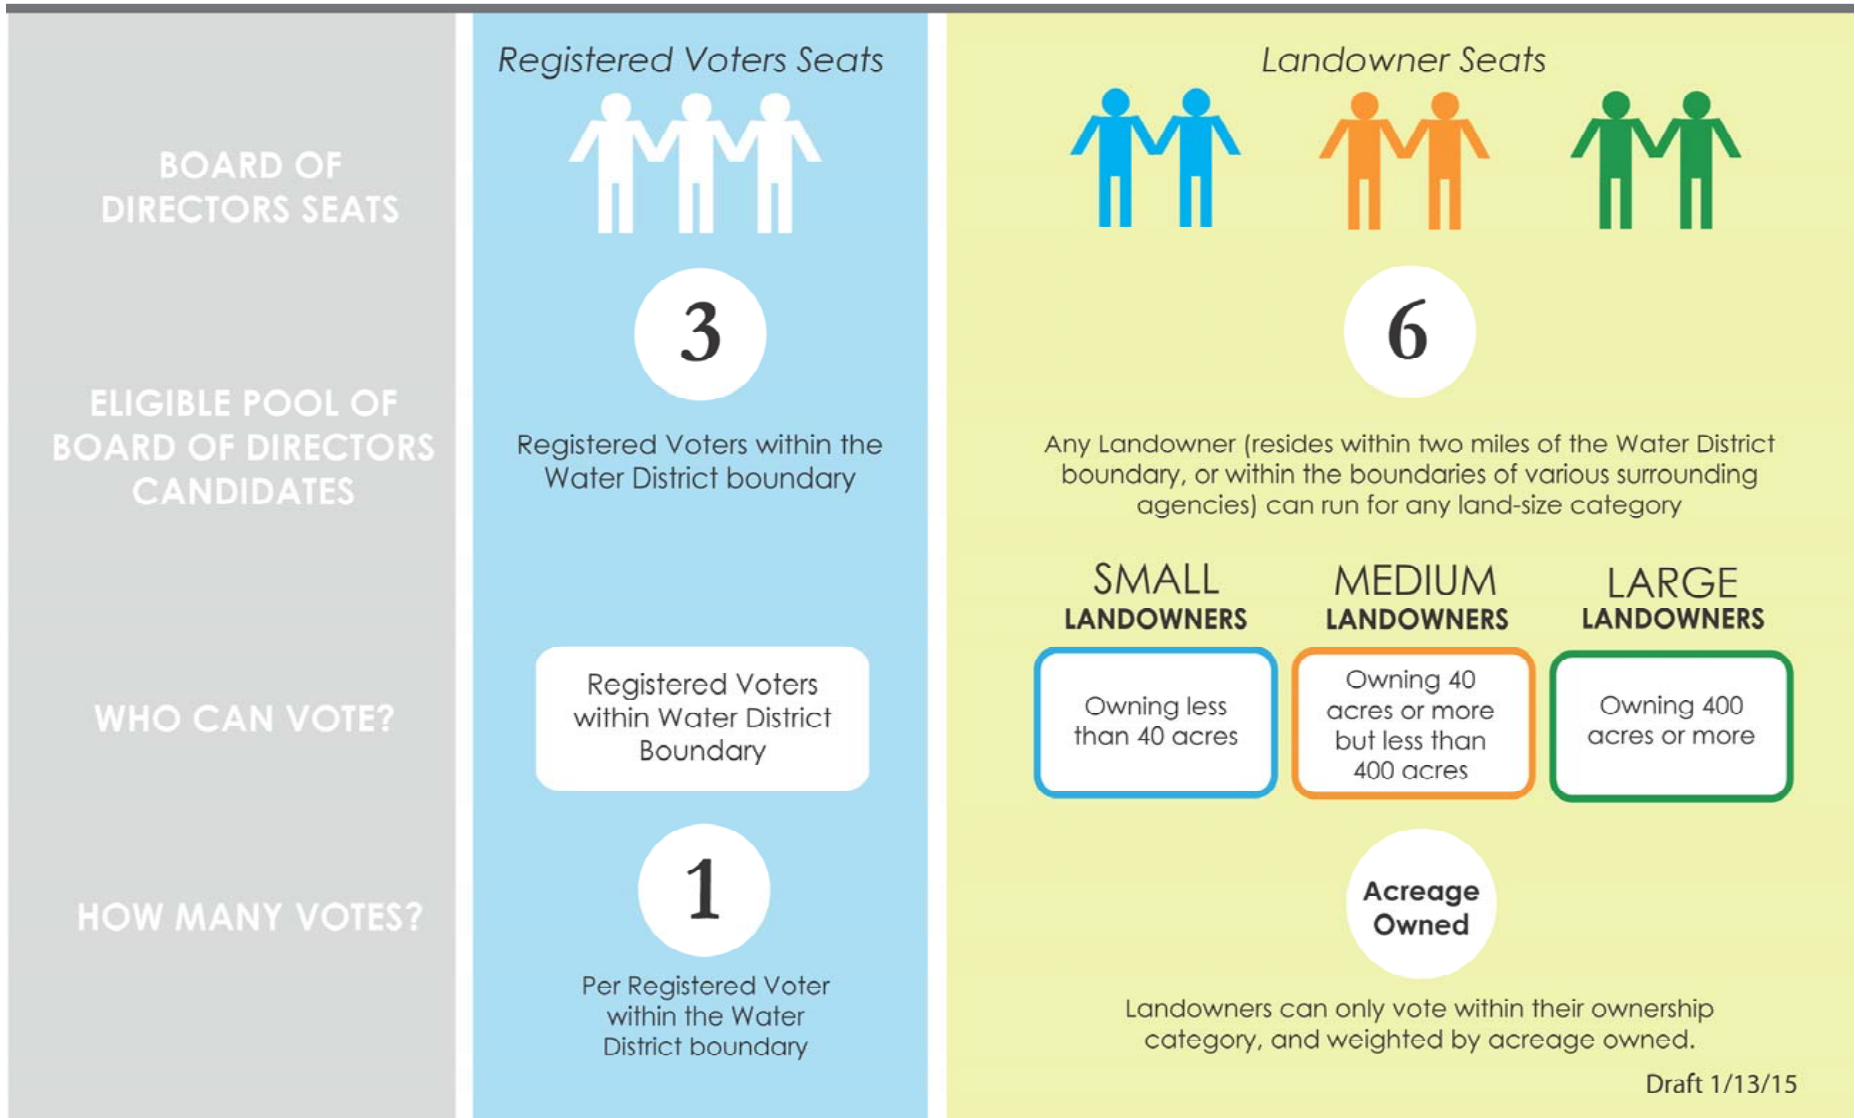 Registered Voters Seats
Landowner Seats
BOARD OF
DIRECTORS SEATS
3
6
ELIGIBLE POOL OF
BOARD OF DIRECTORS
CANDIDATES
Registered Voters within the
Water District boundary
Any Landowner (resides within two miles of the Water District
boundary, or within the boundaries of various surrounding
agencies) can run for any land-size category
SMALL
LANDOWNERS
MEDIUM
LANDOWNERS
LARGE
LANDOWNERS
WHO CAN VOTE?
Registered Voters
within Water District
Boundary
Owning less
than 40 acres
Owning 40
acres or more
but less than
400 acres
Owning 400
acres or more
HOW MANY VOTES?
1
Per Registered Voter
within the Water
District boundary
Acreage
Owned
Landowners can only vote within their ownership
category, and weighted by acreage owned.
Draft 1/13/15